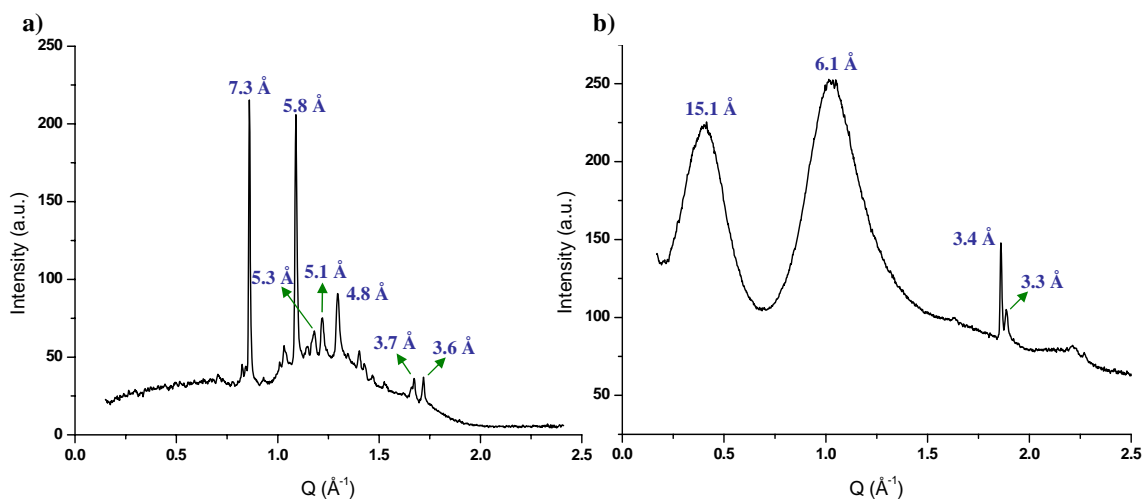 a)
250
200
150
100
50
0
Intensity (a.u.)
7.3 Å
5.8 Å
5.3 Å
5.1 Å
4.8 Å
3.7 Å
3.6 Å
0.0 0.5 1.0 1.5 2.0 2.5
Q (Å⁻¹)
b)
250
200
150
100
50
Intensity (a.u.)
15.1 Å
6.1 Å
3.4 Å
3.3 Å
0.0 0.5 1.0 1.5 2.0 2.5
Q (Å⁻¹)